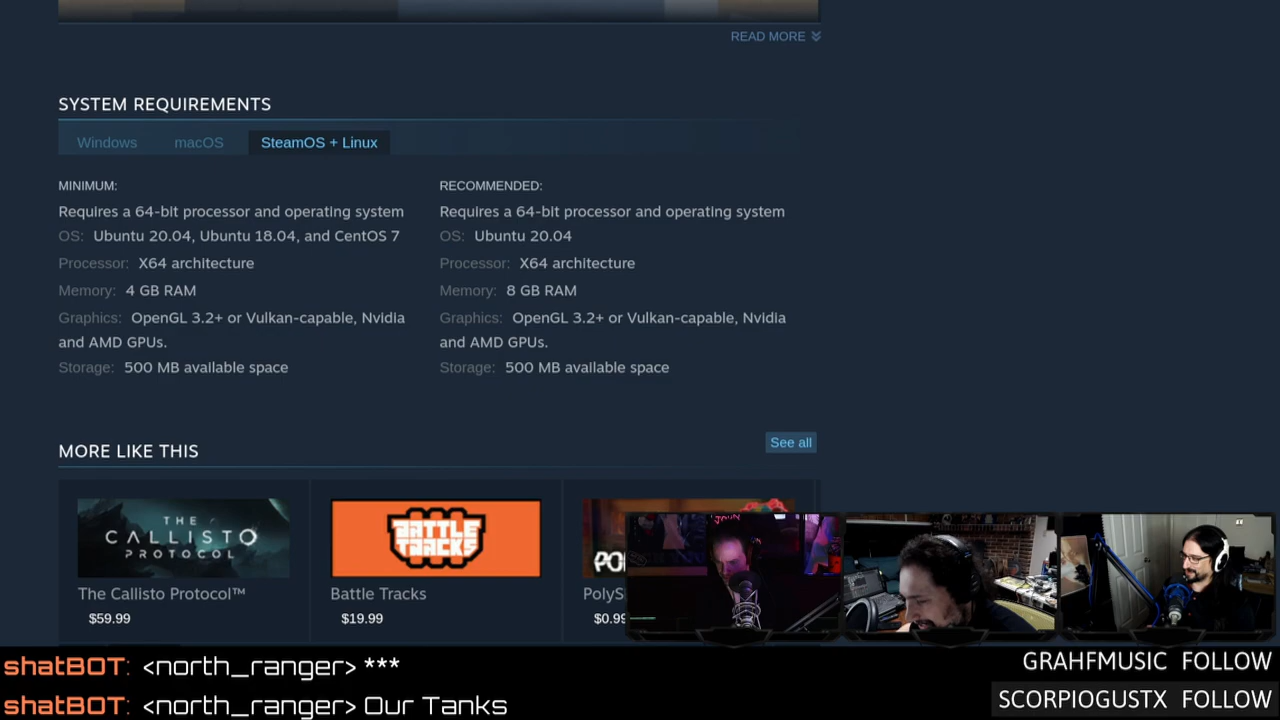 READ MORE
SYSTEM REQUIREMENTS
Windows macOS SteamOS + Linux
MINIMUM:
Requires a 64-bit processor and operating system
OS: Ubuntu 20.04, Ubuntu 18.04, and CentOS 7
Processor: X64 architecture
Memory: 4 GB RAM
Graphics: OpenGL 3.2+ or Vulkan-capable, Nvidia
and AMD GPUs.
Storage: 500 MB available space
RECOMMENDED:
Requires a 64-bit processor and operating system
OS: Ubuntu 20.04
Processor: X64 architecture
Memory: 8 GB RAM
Graphics: OpenGL 3.2+ or Vulkan-capable, Nvidia
and AMD GPUs.
Storage: 500 MB available space
MORE LIKE THIS
See all
THE
CALLISTO
PROTOCOL
The Callisto Protocol™
$59.99
BATTLE
TRACKS
Battle Tracks
$19.99
PolyS
$0.99
shatBOT: <north_ranger> ***
shatBOT: <north_ranger> Our Tanks
GRAHFMUSIC FOLLOW
SCORPIOGUSTX FOLLOW